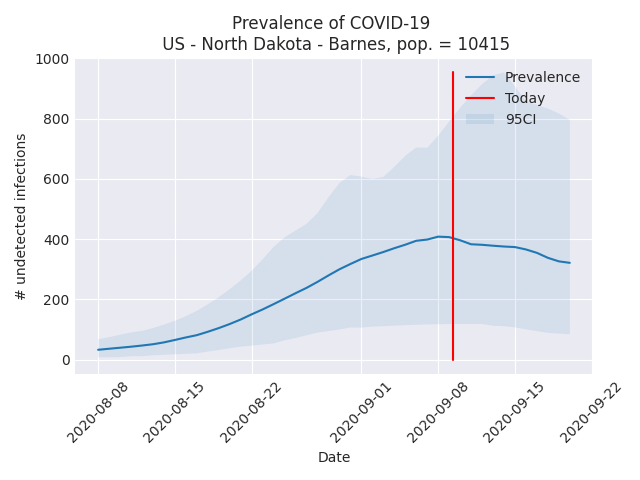 Prevalence of COVID-19
US - North Dakota - Barnes, pop. = 10415
1000
800
600
400
200
0
# undetected infections
Prevalence
Today
95CI
2020-08-08
2020-08-15
2020-08-22
2020-09-01
2020-09-08
2020-09-15
2020-09-22
Date